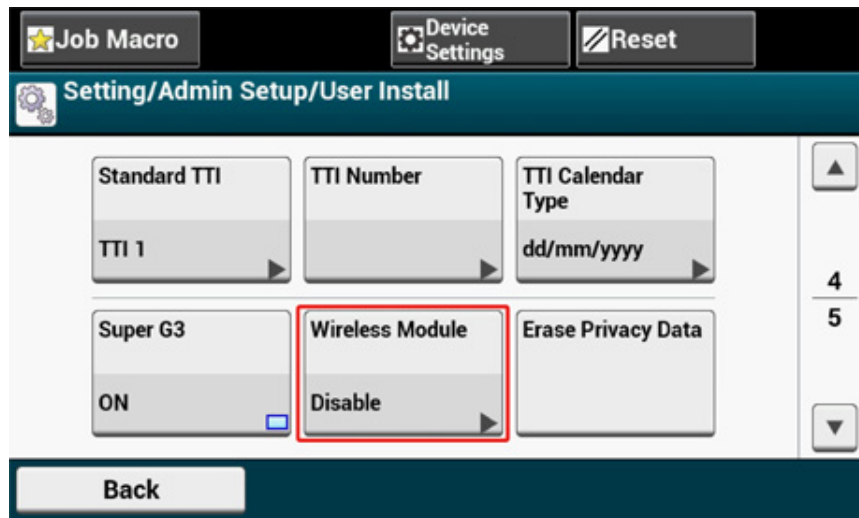 Job Macro
Device
Settings
Reset
Setting/Admin Setup/User Install
Standard TTI
TTI 1
TTI Number
TTI Calendar
Type
dd/mm/yyyy
4
5
Super G3
ON
Wireless Module
Disable
Erase Privacy Data
Back